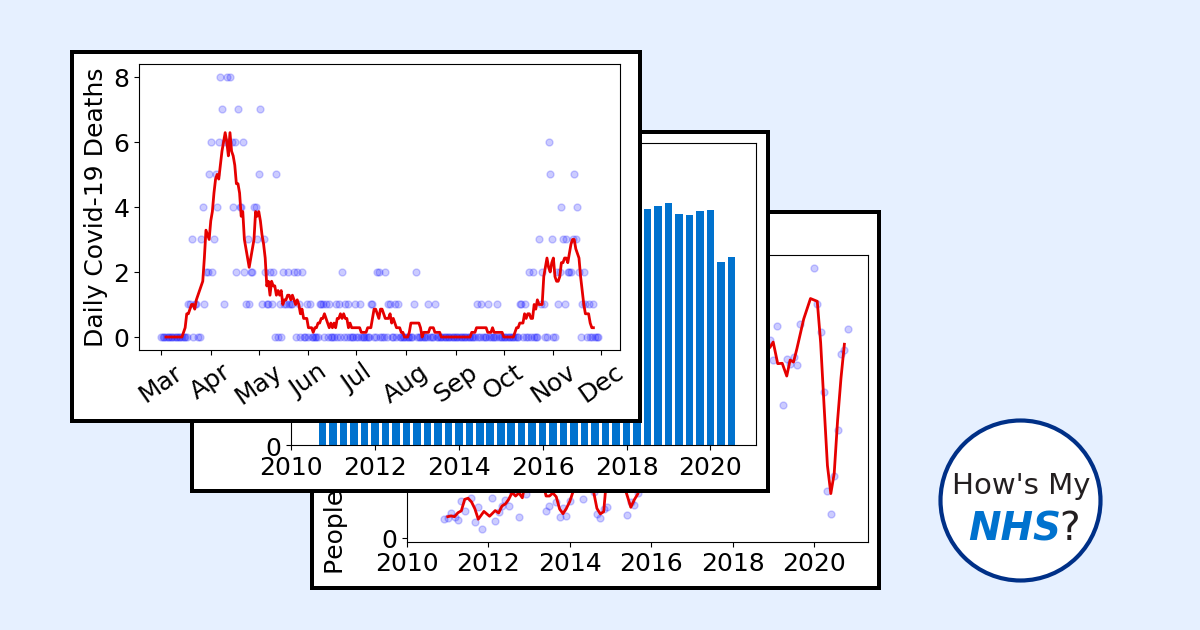 Daily Covid-19 Deaths
8
6
4
2
0
Mar Apr May Jun Jul Aug Sep Oct Nov Dec
0
2010 2012 2014 2016 2018 2020
People
0
2010 2012 2014 2016 2018 2020
How's My
NHS?